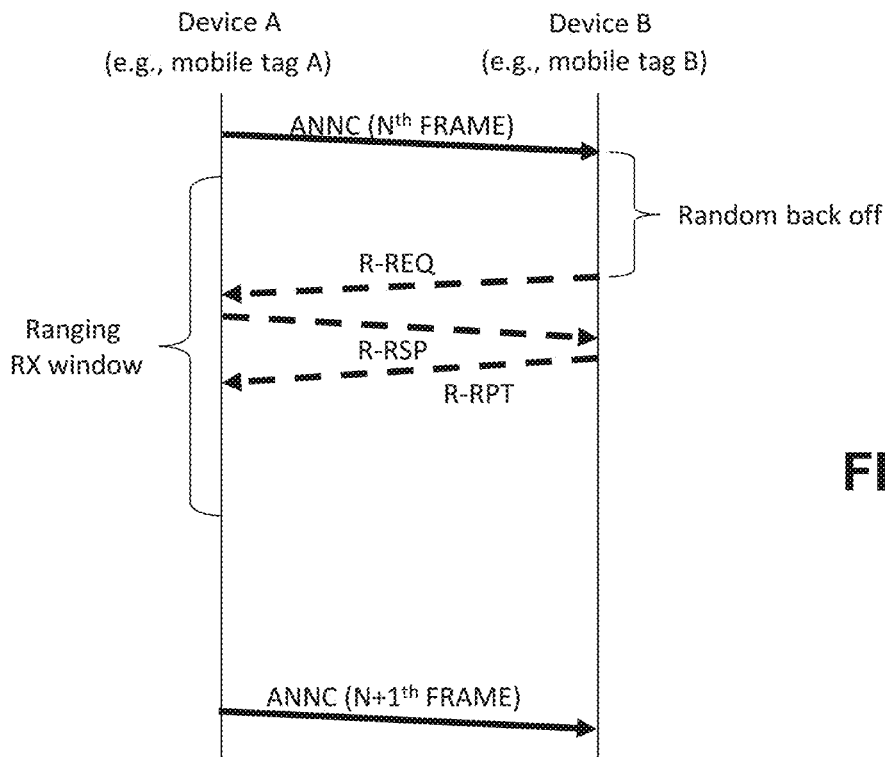 Device A
(e.g., mobile tag A)
Device B
(e.g., mobile tag B)
ANNC (Nth FRAME)
Random back off
R-REQ
Ranging
RX window
R-RSP
R-RPT
FI
ANNC (N+1th FRAME)